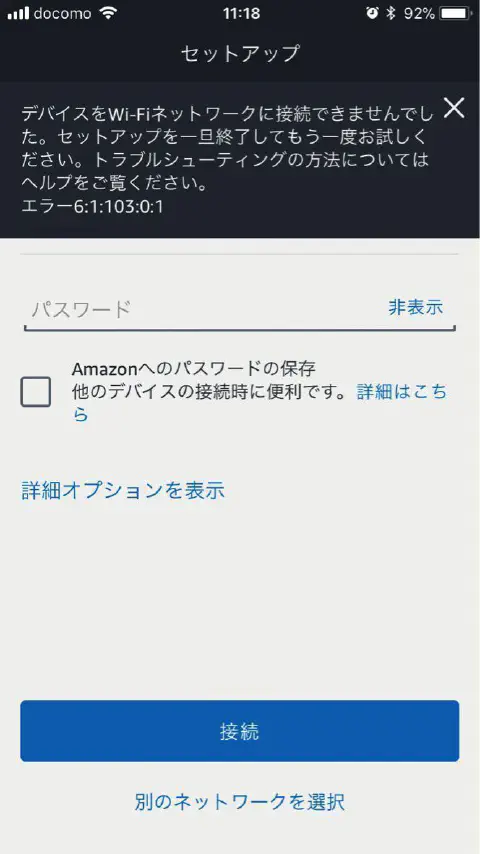 docomo 11:18 92%
セットアップ
デバイスをWi-Fiネットワークに接続できませんでし
た。セットアップを一旦終了してもう一度お試しく
ださい。トラブルシューティングの方法については
ヘルプをご覧ください。
エラー6:1:103:0:1
パスワード 非表示
Amazonへのパスワードの保存
他のデバイスの接続時に便利です。詳細はこち
ら
詳細オプションを表示
接続
別のネットワークを選択